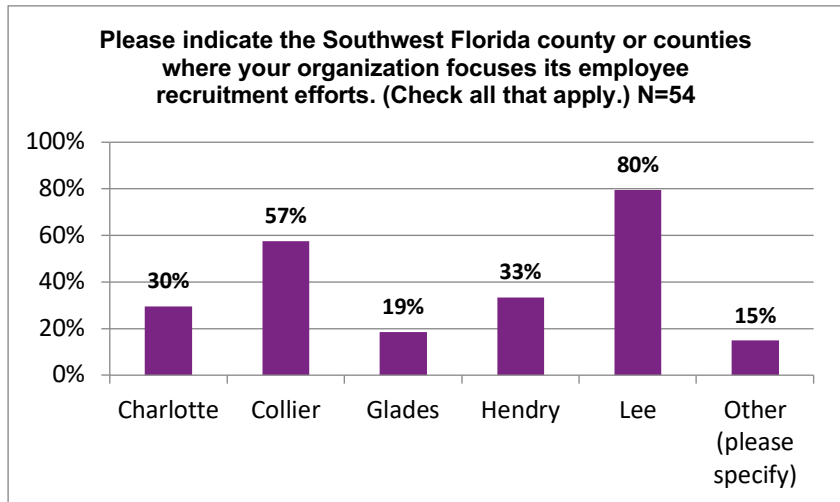 Please indicate the Southwest Florida county or counties
where your organization focuses its employee
recruitment efforts. (Check all that apply.) N=54
100%
80%
60%
40%
20%
0%
30%
57%
19%
33%
80%
15%
Charlotte
Collier
Glades
Hendry
Lee
Other
(please
specify)